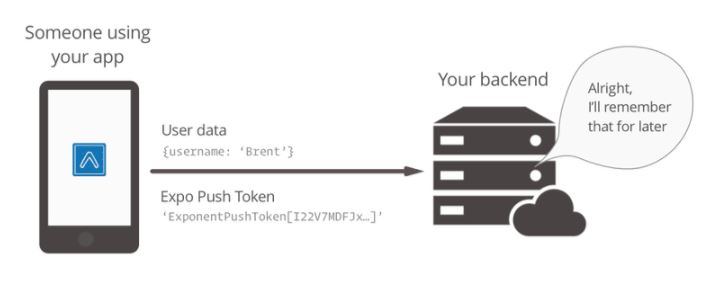 Someone using
your app
Your backend
Alright,
I'll remember
that for later
User data
{username: ‘Brent’}
Expo Push Token
‘ExponentPushToken[I22V7MDFJx…]’